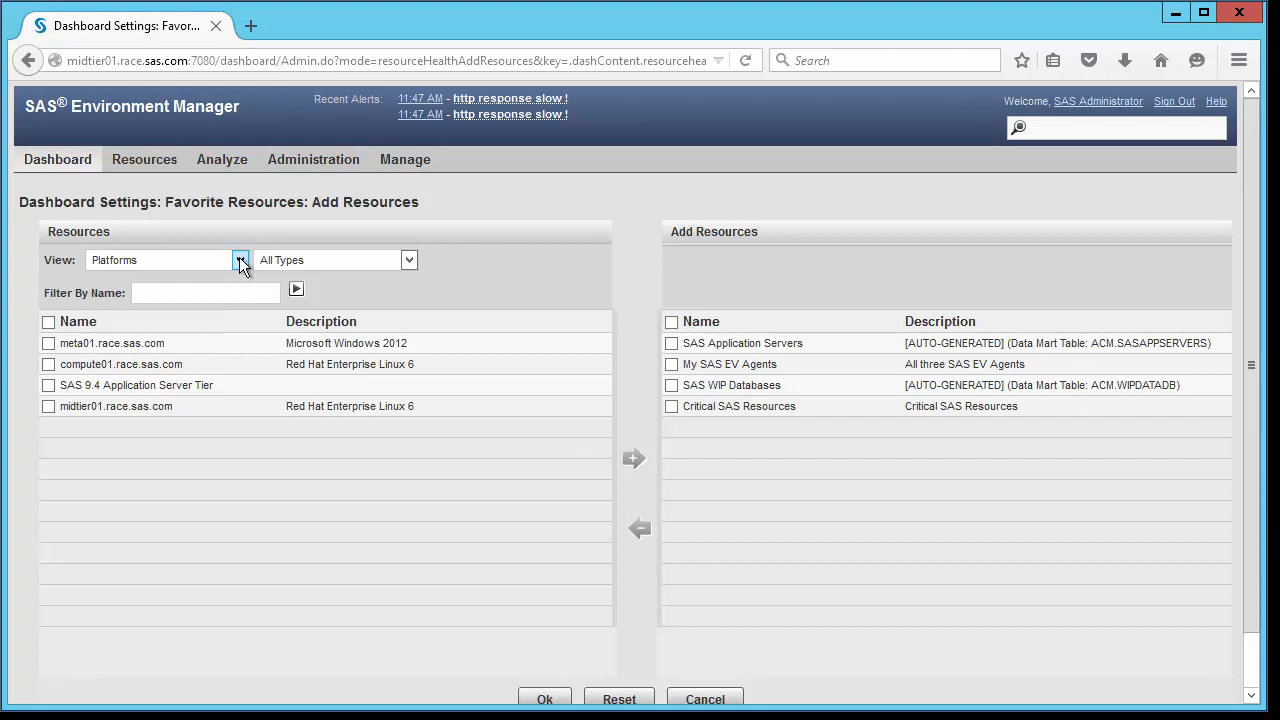 Dashboard Settings: Favor...
midtier01.race.sas.com:7080/dashboard/Admin.do?mode=resourceHealthAddResources&key=.dashContent.resourcehea
Search
SAS® Environment Manager
Recent Alerts: 11:47 AM - http response slow !
11:47 AM - http response slow !
Welcome, SAS Administrator Sign Out Help
Dashboard Resources Analyze Administration Manage
Dashboard Settings: Favorite Resources: Add Resources
Resources
View: Platforms All Types
Filter By Name:
Name Description
meta01.race.sas.com Microsoft Windows 2012
compute01.race.sas.com Red Hat Enterprise Linux 6
SAS 9.4 Application Server Tier
midtier01.race.sas.com Red Hat Enterprise Linux 6
Add Resources
Name Description
SAS Application Servers [AUTO-GENERATED] (Data Mart Table: ACM.SASAPPSERVERS)
My SAS EV Agents All three SAS EV Agents
SAS WIP Databases [AUTO-GENERATED] (Data Mart Table: ACM.WIPDATADB)
Critical SAS Resources Critical SAS Resources
Ok Reset Cancel